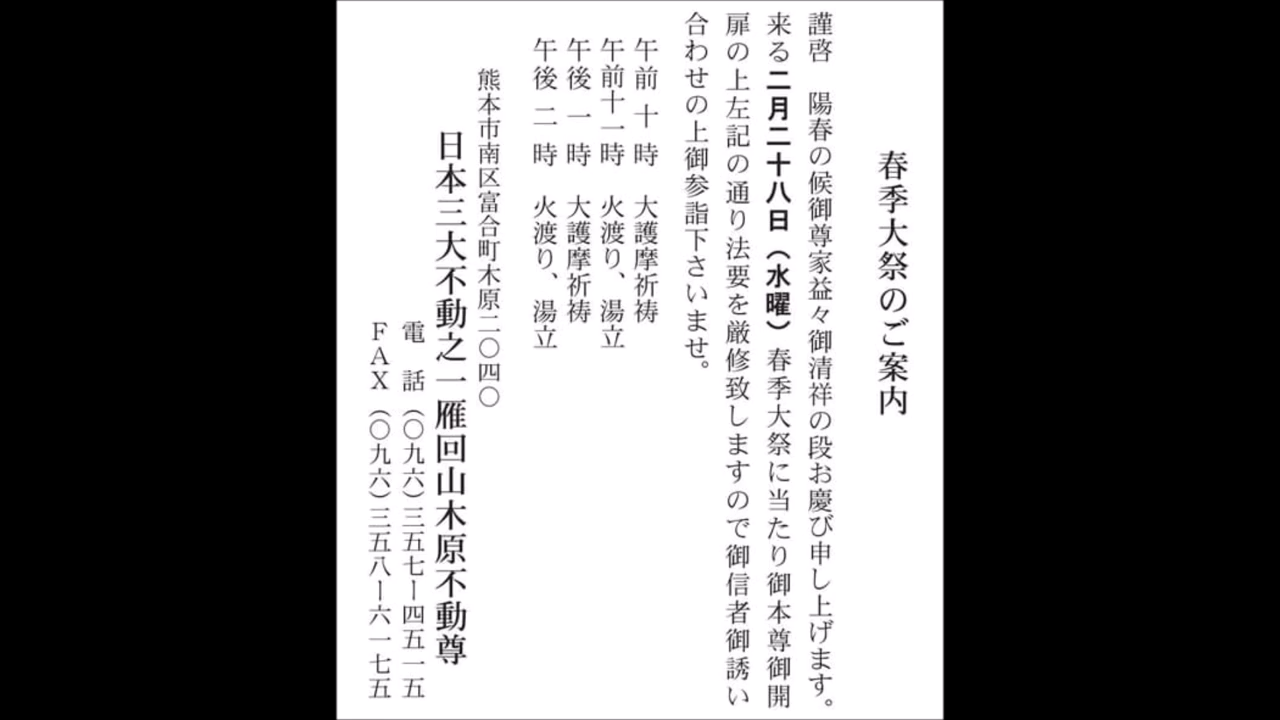 春季大祭のご案内
謹啓　陽春の候御尊家益々御清祥の段お慶び申し上げます。
来る二月二十八日（水曜）春季大祭に当たり御本尊御開
扉の上左記の通り法要を厳修致しますので御信者御誘い
合わせの上御参詣下さいませ。
午前 十 時　大護摩祈祷
午前十一時　火渡り、湯立
午後 一 時　大護摩祈祷
午後 二 時　火渡り、湯立
熊本市南区富合町木原二〇四〇
日本三大不動之一雁回山木原不動尊
電　話（〇九六）三五七ー四五一五
ＦＡＸ（〇九六）三五八ー六一七五